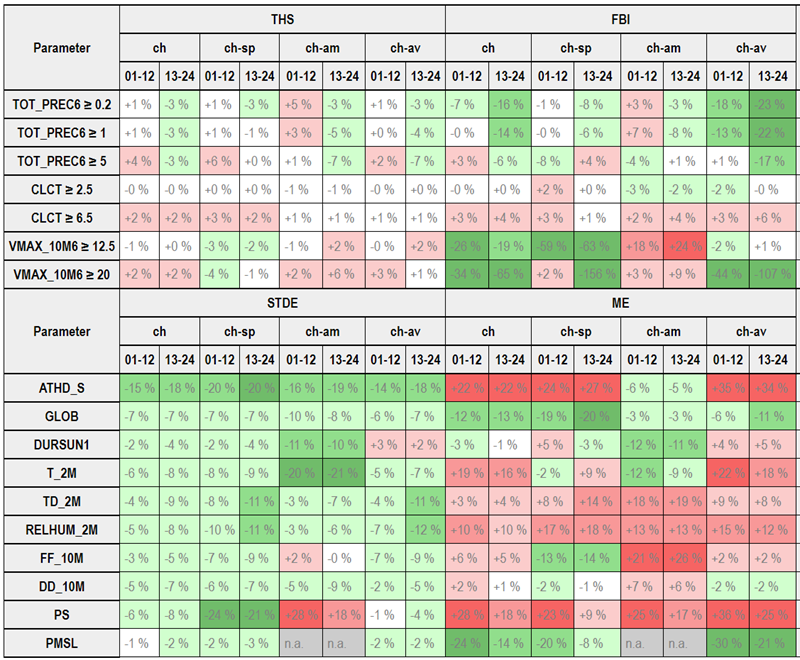 Parameter THS FBI
ch ch-sp ch-am ch-av ch ch-sp ch-am ch-av
01-12 13-24 01-12 13-24 01-12 13-24 01-12 13-24 01-12 13-24 01-12 13-24 01-12 13-24 01-12 13-24
TOT_PREC6 ≥ 0.2 +1 % -3 % +1 % -3 % +5 % -3 % +1 % -3 % -7 % -16 % -1 % -8 % +3 % -3 % -18 % -23 %
TOT_PREC6 ≥ 1 +1 % -3 % +1 % -1 % +3 % -5 % +0 % -4 % -0 % -14 % -0 % -6 % +7 % -8 % -13 % -22 %
TOT_PREC6 ≥ 5 +4 % -3 % +6 % +0 % +1 % -7 % +2 % -7 % +3 % -6 % -8 % +4 % -4 % +1 % +1 % -17 %
CLCT ≥ 2.5 -0 % -0 % +0 % +0 % -1 % -1 % -0 % +0 % -0 % +0 % +2 % -0 % -3 % -2 % -2 % -0 %
CLCT ≥ 6.5 +2 % +2 % +3 % +2 % +1 % +1 % +1 % +1 % +3 % +4 % +3 % +1 % +2 % +4 % +3 % +6 %
VMAX_10M6 ≥ 12.5 -1 % +0 % -3 % -2 % -1 % +2 % -0 % +2 % -26 % -19 % -59 % -63 % +18 % +24 % -2 % +1 %
VMAX_10M6 ≥ 20 +2 % +2 % -4 % -1 % +2 % +6 % +3 % +1 % -34 % -65 % +2 % -156 % +3 % +9 % -44 % -107 %
Parameter STDE ME
ch ch-sp ch-am ch-av ch ch-sp ch-am ch-av
01-12 13-24 01-12 13-24 01-12 13-24 01-12 13-24 01-12 13-24 01-12 13-24 01-12 13-24 01-12 13-24
ATHD_S -15 % -18 % -20 % -20 % -16 % -19 % -14 % -18 % +22 % +22 % +24 % +27 % -6 % -5 % +35 % +34 %
GLOB -7 % -7 % -7 % -7 % -10 % -8 % -6 % -7 % -12 % -13 % -19 % -20 % -3 % -3 % -6 % -11 %
DURSUN1 -2 % -4 % -2 % -4 % -11 % -10 % +3 % +2 % -3 % -1 % +5 % -3 % -12 % -11 % +4 % +5 %
T_2M -6 % -8 % -8 % -9 % -20 % -21 % -5 % -7 % +19 % +16 % -2 % +9 % -12 % -9 % +22 % +18 %
TD_2M -4 % -9 % -8 % -11 % -3 % -7 % -4 % -11 % +3 % +4 % +8 % +14 % +18 % +19 % +9 % +8 %
RELHUM_2M -5 % -8 % -10 % -11 % -3 % -6 % -7 % -12 % +10 % +10 % +17 % +18 % +13 % +13 % +15 % +12 %
FF_10M -3 % -5 % -7 % -9 % +2 % -0 % -7 % -9 % +6 % +5 % -13 % -14 % +21 % +26 % +2 % +2 %
DD_10M -5 % -7 % -6 % -7 % -5 % -5 % -5 % -7 % +2 % +1 % -2 % -1 % +7 % +6 % -2 % -2 %
PS -6 % -8 % -24 % -21 % +28 % +18 % -1 % -4 % +28 % +18 % +23 % +9 % +25 % +17 % +36 % +25 %
PMSL -1 % -2 % -2 % -3 % n.a. n.a. -2 % -2 % -24 % -14 % -20 % -8 % n.a. n.a. -30 % -21 %